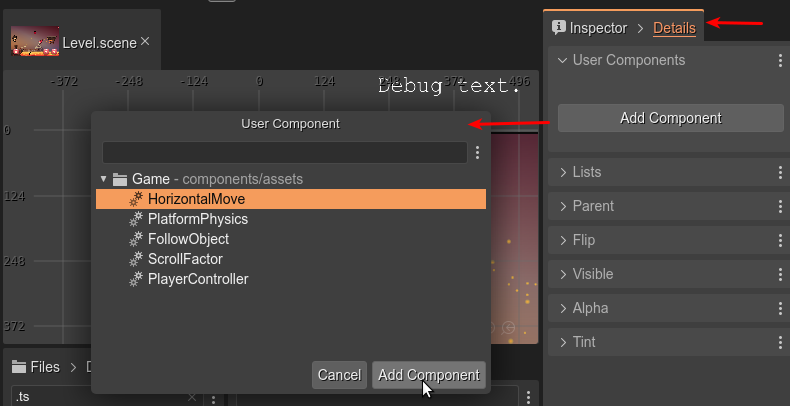 Level.scene
Inspector > Details
-372 -248 -124 0 124 248 372 496
Debug text.
User Components
Add Component
0
124
248
372
User Component
Game - components/assets
HorizontalMove
PlatformPhysics
FollowObject
ScrollFactor
PlayerController
Cancel
Add Component
Lists
Parent
Flip
Visible
Alpha
Tint
Files > D
.ts